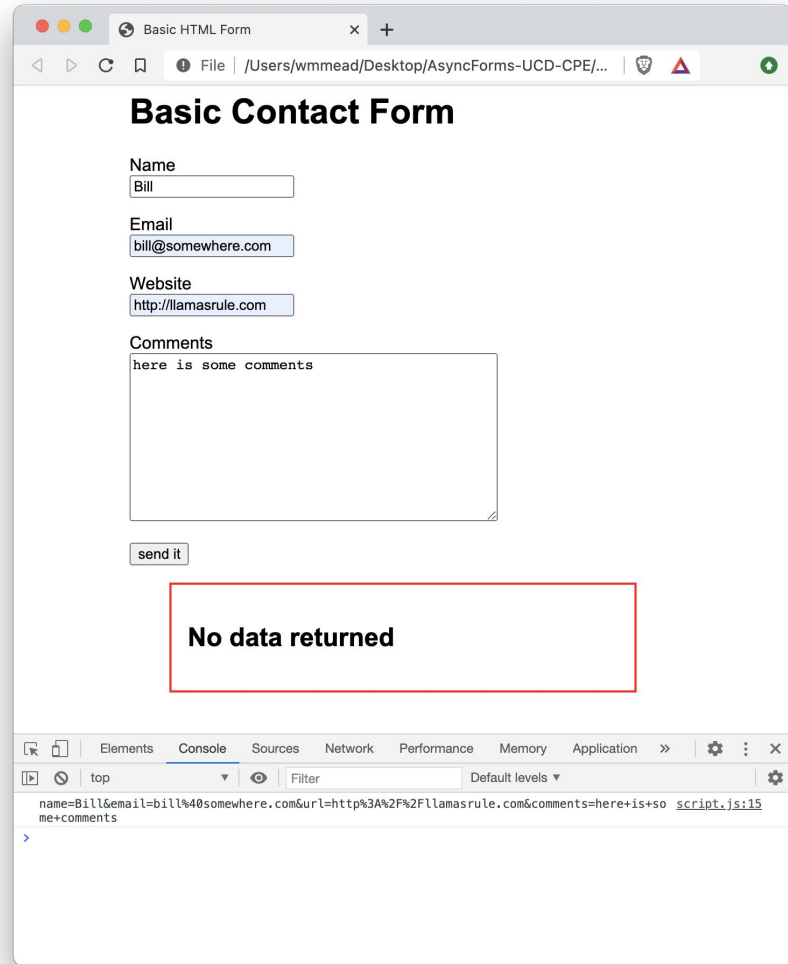 Basic HTML Form
File /Users/wmmead/Desktop/AsyncForms-UCD-CPE/...
Basic Contact Form
Name
Bill
Email
bill@somewhere.com
Website
http://llamasrule.com
Comments
here is some comments
send it
No data returned
Elements Console Sources Network Performance Memory Application »
top Filter Default levels
name=Bill&email=bill%40somewhere.com&url=http%3A%2F%2Fllamasrule.com&comments=here+is+so script.js:15
me+comments